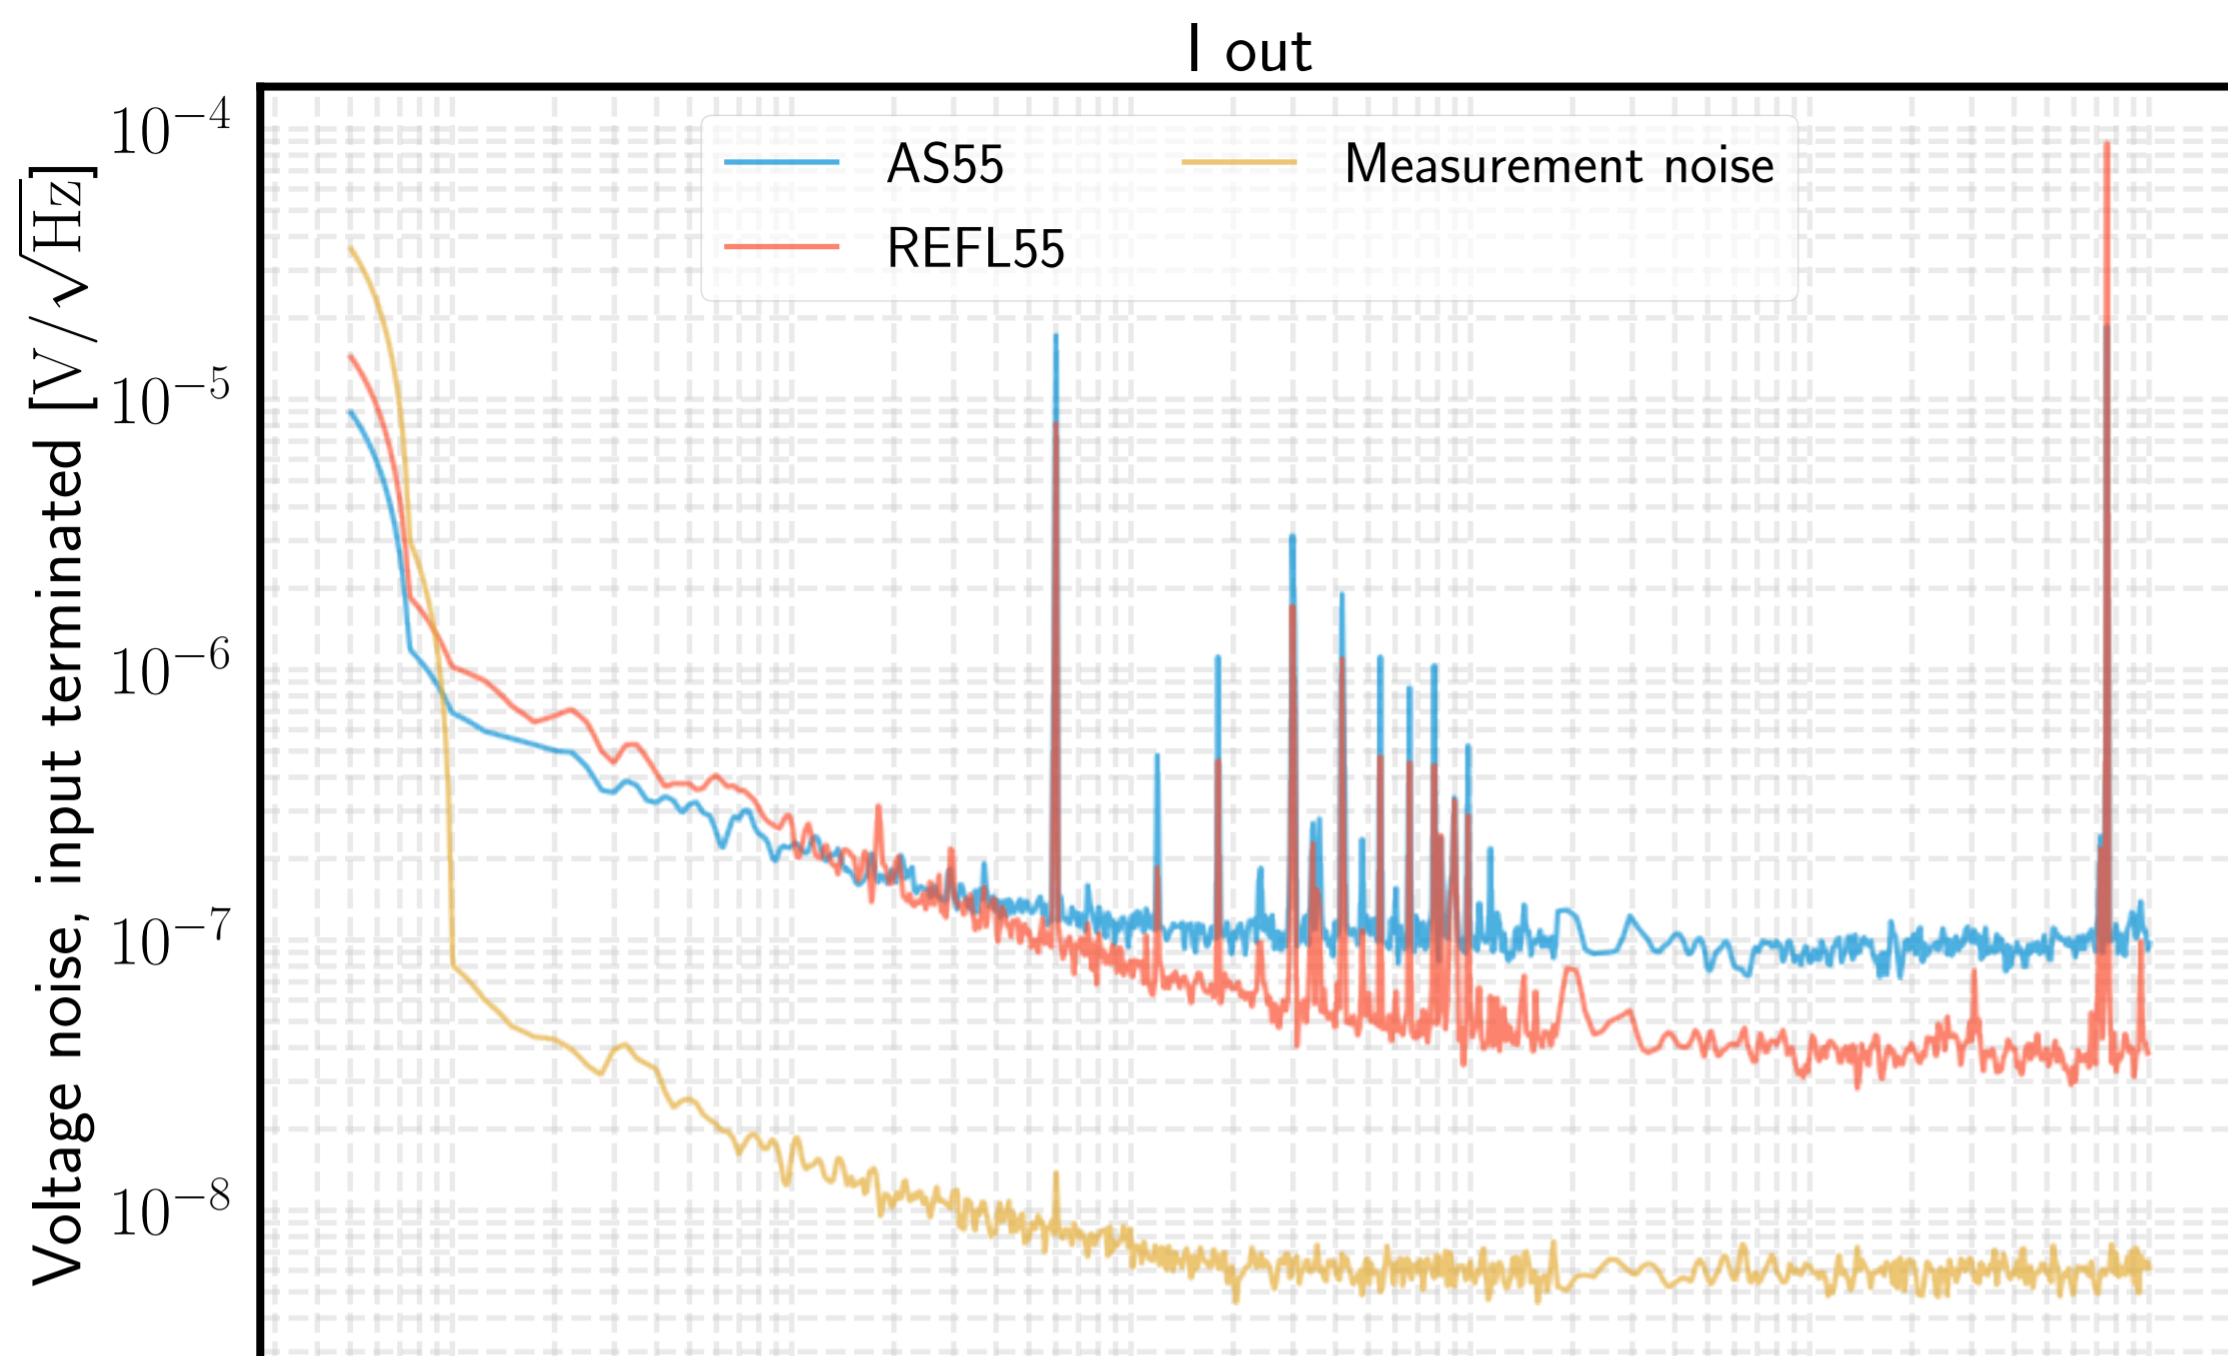 I out
10⁻⁴
10⁻⁵
10⁻⁶
10⁻⁷
10⁻⁸
Voltage noise, input terminated [V/√Hz]
AS55
REFL55
Measurement noise